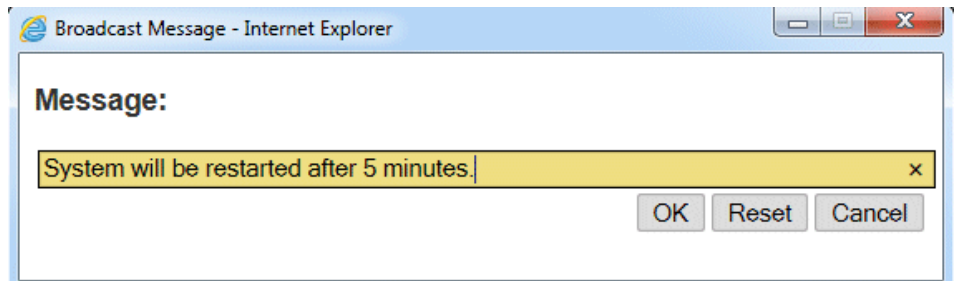 Broadcast Message - Internet Explorer
Message:
System will be restarted after 5 minutes.
OK Reset Cancel